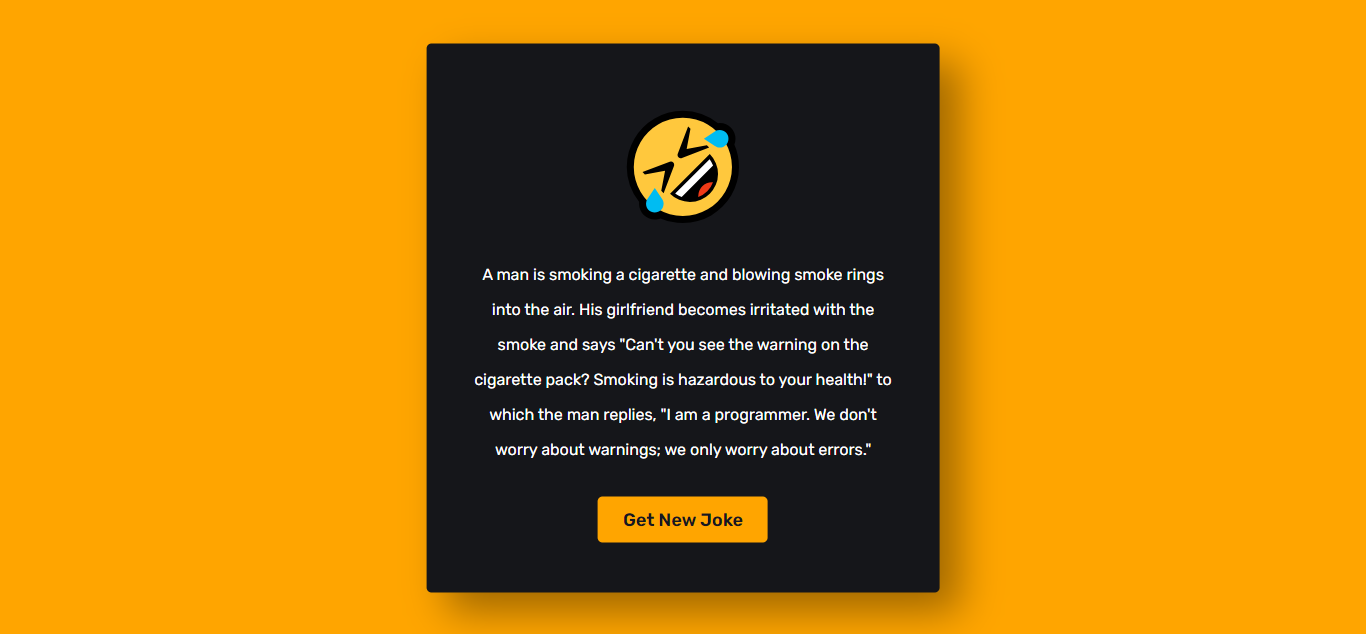 A man is smoking a cigarette and blowing smoke rings
into the air. His girlfriend becomes irritated with the
smoke and says "Can't you see the warning on the
cigarette pack? Smoking is hazardous to your health!" to
which the man replies, "I am a programmer. We don't
worry about warnings; we only worry about errors."
Get New Joke